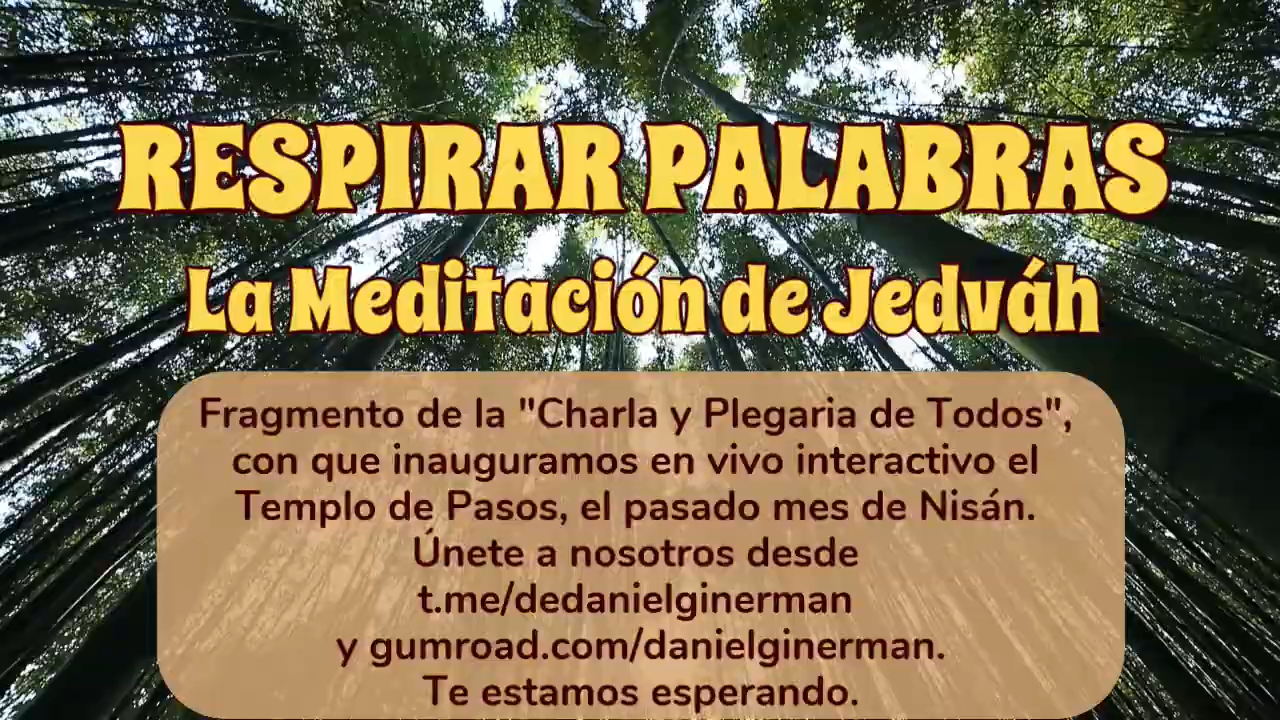 RESPIRAR PALABRAS
La Meditación de Jedváh
Fragmento de la "Charla y Plegaria de Todos",
con que inauguramos en vivo interactivo el
Templo de Pasos, el pasado mes de Nisán.
Únete a nosotros desde
t.me/dedanielginerman
y gumroad.com/danielginerman.
Te estamos esperando.